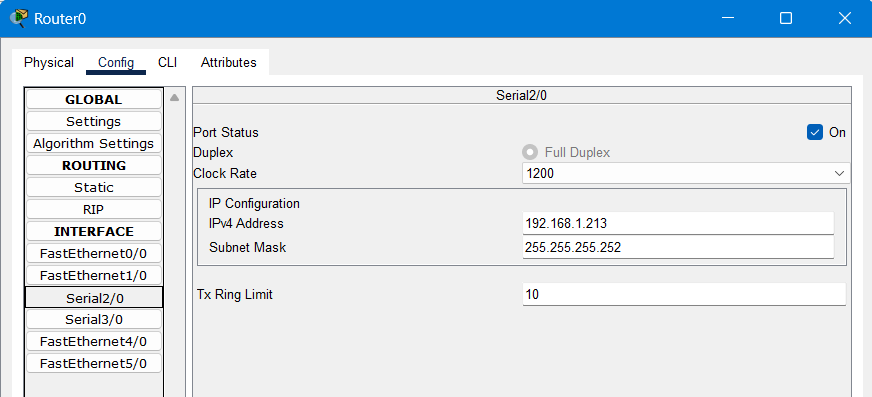 Router0
Physical Config CLI Attributes
GLOBAL
Settings
Algorithm Settings
ROUTING
Static
RIP
INTERFACE
FastEthernet0/0
FastEthernet1/0
Serial2/0
Serial3/0
FastEthernet4/0
FastEthernet5/0
Serial2/0
Port Status On
Duplex Full Duplex
Clock Rate 1200
IP Configuration
IPv4 Address 192.168.1.213
Subnet Mask 255.255.255.252
Tx Ring Limit 10